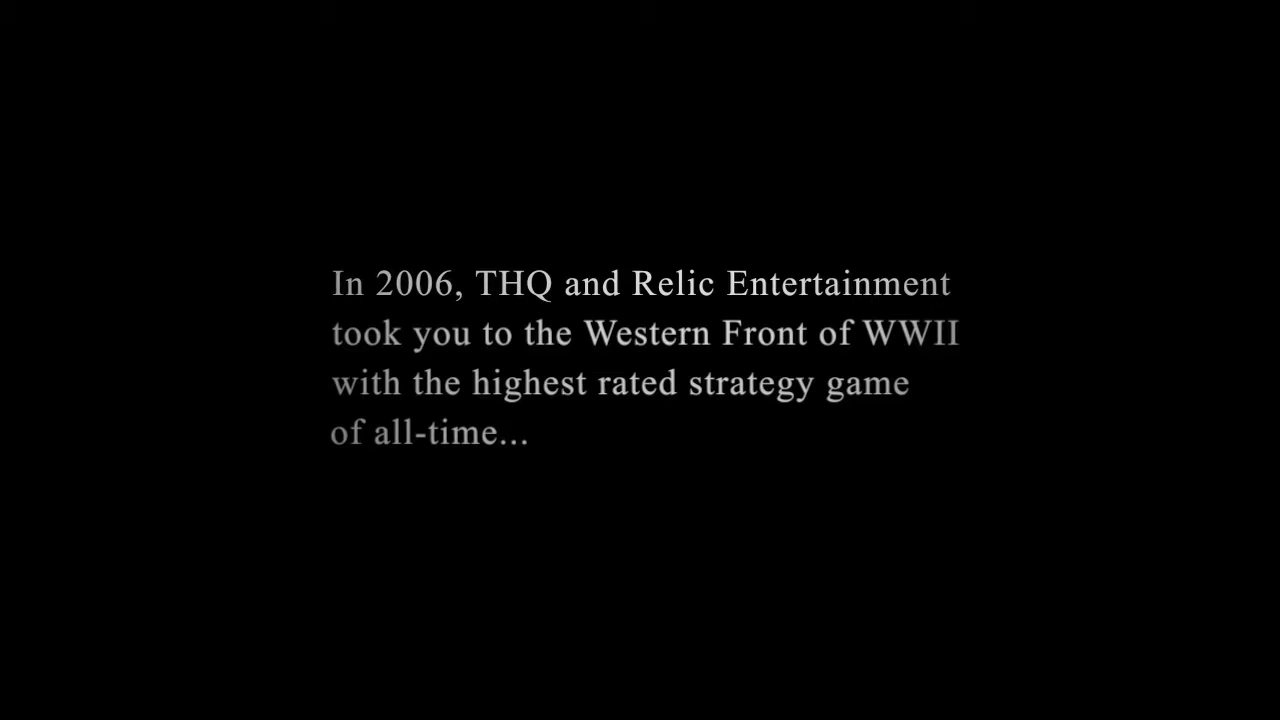 In 2006, THQ and Relic Entertainment
took you to the Western Front of WWII
with the highest rated strategy game
of all-time...